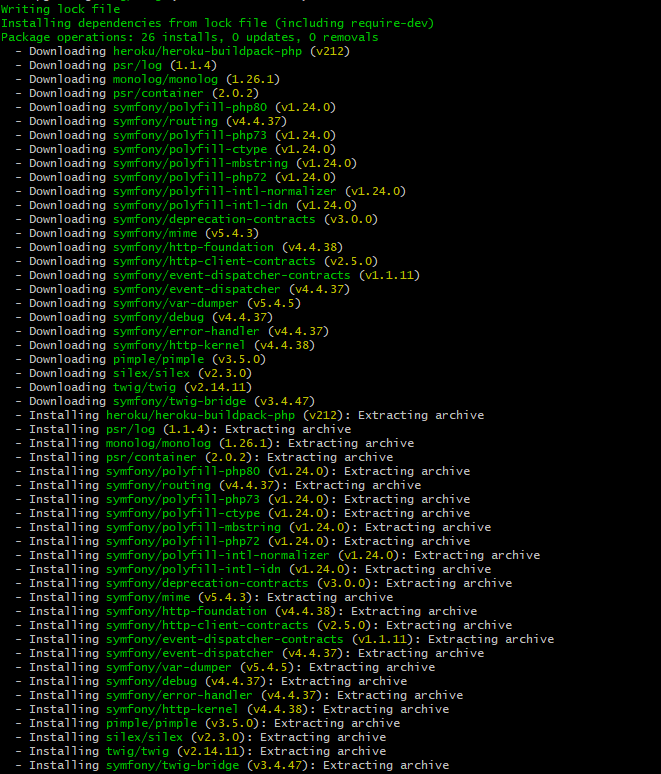 Writing lock file
Installing dependencies from lock file (including require-dev)
Package operations: 26 installs, 0 updates, 0 removals
- Downloading heroku/heroku-buildpack-php (v212)
- Downloading psr/log (1.1.4)
- Downloading monolog/monolog (1.26.1)
- Downloading psr/container (2.0.2)
- Downloading symfony/polyfill-php80 (v1.24.0)
- Downloading symfony/routing (v4.4.37)
- Downloading symfony/polyfill-php73 (v1.24.0)
- Downloading symfony/polyfill-ctype (v1.24.0)
- Downloading symfony/polyfill-mbstring (v1.24.0)
- Downloading symfony/polyfill-php72 (v1.24.0)
- Downloading symfony/polyfill-intl-normalizer (v1.24.0)
- Downloading symfony/polyfill-intl-idn (v1.24.0)
- Downloading symfony/deprecation-contracts (v3.0.0)
- Downloading symfony/mime (v5.4.3)
- Downloading symfony/http-foundation (v4.4.38)
- Downloading symfony/http-client-contracts (v2.5.0)
- Downloading symfony/event-dispatcher-contracts (v1.1.11)
- Downloading symfony/event-dispatcher (v4.4.37)
- Downloading symfony/var-dumper (v5.4.5)
- Downloading symfony/debug (v4.4.37)
- Downloading symfony/error-handler (v4.4.37)
- Downloading symfony/http-kernel (v4.4.38)
- Downloading pimple/pimple (v3.5.0)
- Downloading silex/silex (v2.3.0)
- Downloading twig/twig (v2.14.11)
- Downloading symfony/twig-bridge (v3.4.47)
- Installing heroku/heroku-buildpack-php (v212): Extracting archive
- Installing psr/log (1.1.4): Extracting archive
- Installing monolog/monolog (1.26.1): Extracting archive
- Installing psr/container (2.0.2): Extracting archive
- Installing symfony/polyfill-php80 (v1.24.0): Extracting archive
- Installing symfony/routing (v4.4.37): Extracting archive
- Installing symfony/polyfill-php73 (v1.24.0): Extracting archive
- Installing symfony/polyfill-ctype (v1.24.0): Extracting archive
- Installing symfony/polyfill-mbstring (v1.24.0): Extracting archive
- Installing symfony/polyfill-php72 (v1.24.0): Extracting archive
- Installing symfony/polyfill-intl-normalizer (v1.24.0): Extracting archive
- Installing symfony/polyfill-intl-idn (v1.24.0): Extracting archive
- Installing symfony/deprecation-contracts (v3.0.0): Extracting archive
- Installing symfony/mime (v5.4.3): Extracting archive
- Installing symfony/http-foundation (v4.4.38): Extracting archive
- Installing symfony/http-client-contracts (v2.5.0): Extracting archive
- Installing symfony/event-dispatcher-contracts (v1.1.11): Extracting archive
- Installing symfony/event-dispatcher (v4.4.37): Extracting archive
- Installing symfony/var-dumper (v5.4.5): Extracting archive
- Installing symfony/debug (v4.4.37): Extracting archive
- Installing symfony/error-handler (v4.4.37): Extracting archive
- Installing symfony/http-kernel (v4.4.38): Extracting archive
- Installing pimple/pimple (v3.5.0): Extracting archive
- Installing silex/silex (v2.3.0): Extracting archive
- Installing twig/twig (v2.14.11): Extracting archive
- Installing symfony/twig-bridge (v3.4.47): Extracting archive